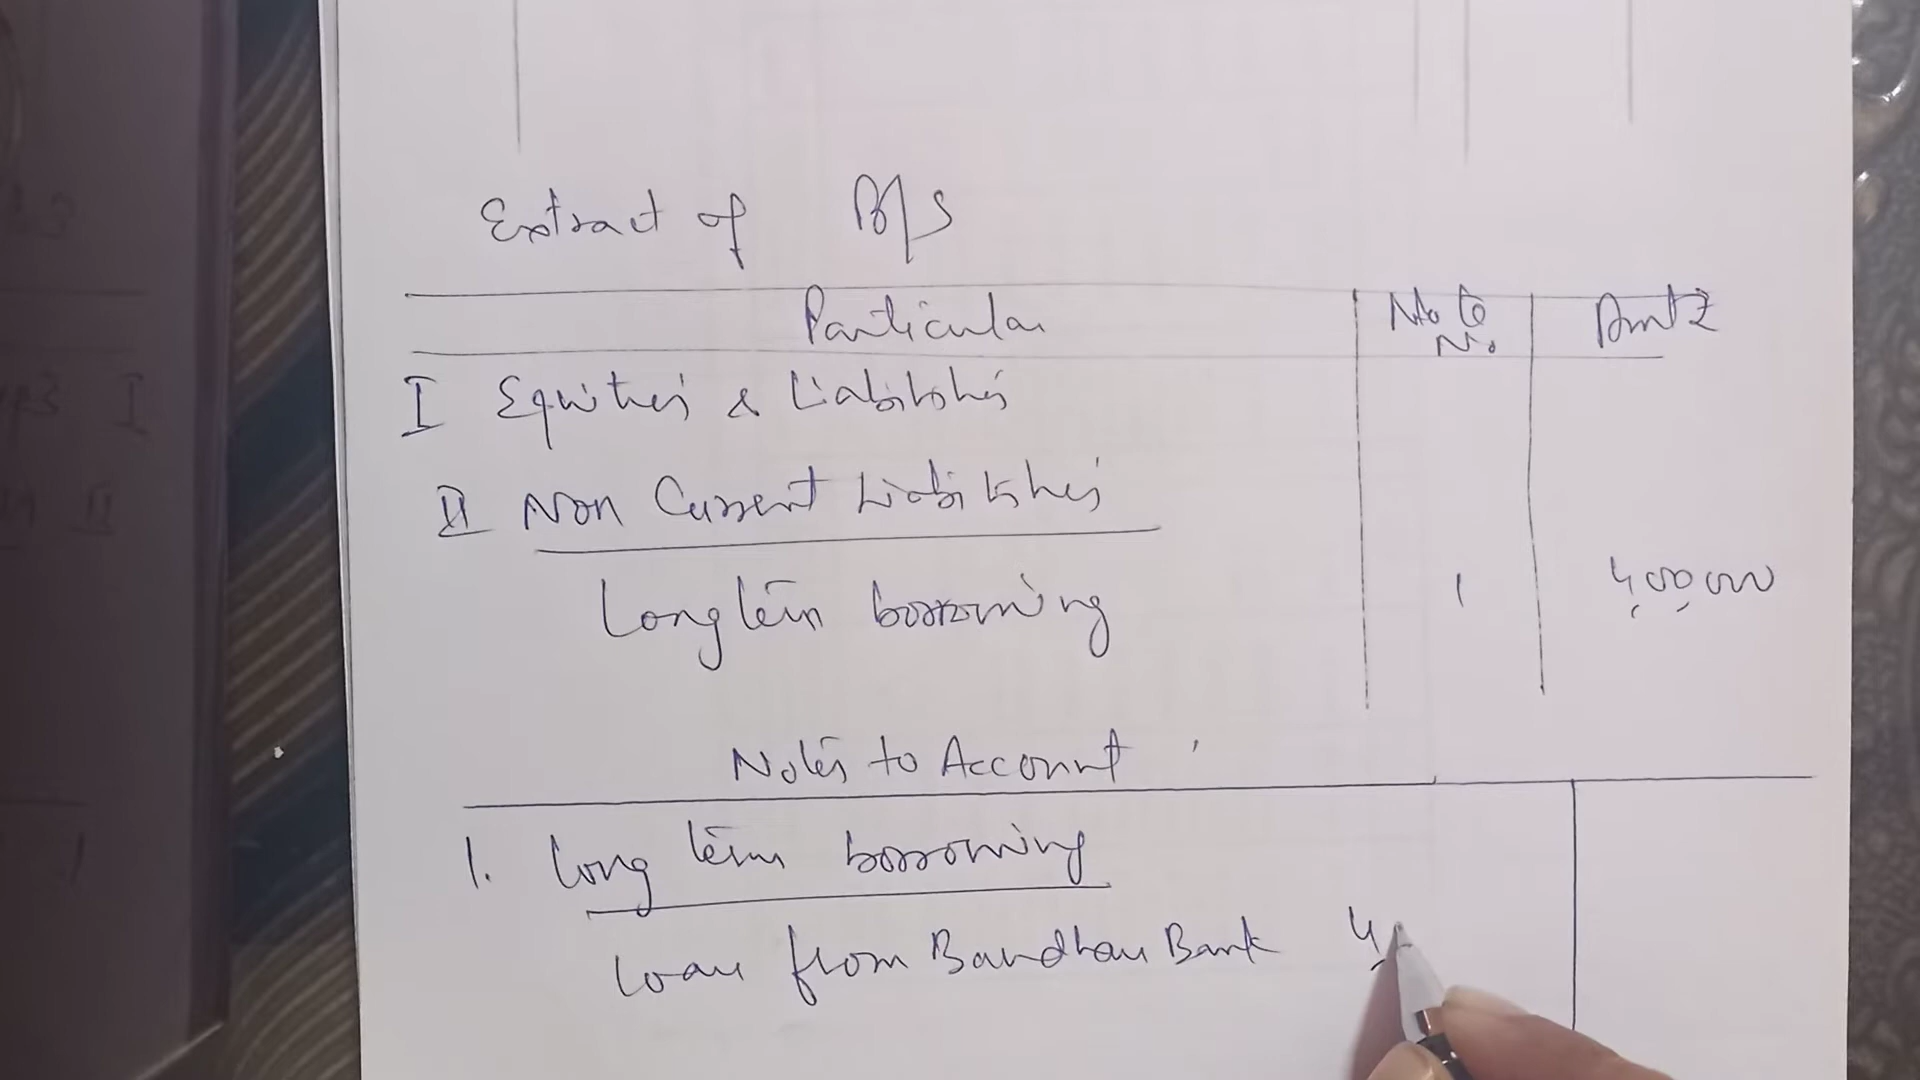 Extract of B/S
Particular Note No. Amt ₹
I Equities & Liabilities
II Non Current Liabilities
Long term borrowing 1 4,00,000
Notes to Account
1. Long term borrowing
Loan from Bandhan Bank 4,